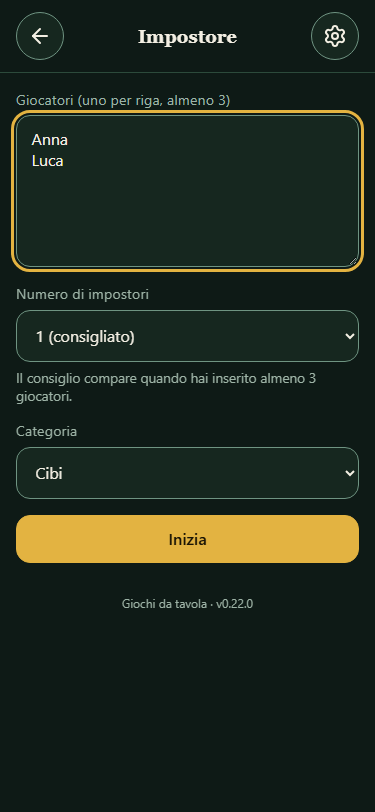 Impostore
Giocatori (uno per riga, almeno 3)
Anna
Luca
Numero di impostori
1 (consigliato)
Il consiglio compare quando hai inserito almeno 3
giocatori.
Categoria
Cibi
Inizia
Giochi da tavola · v0.22.0